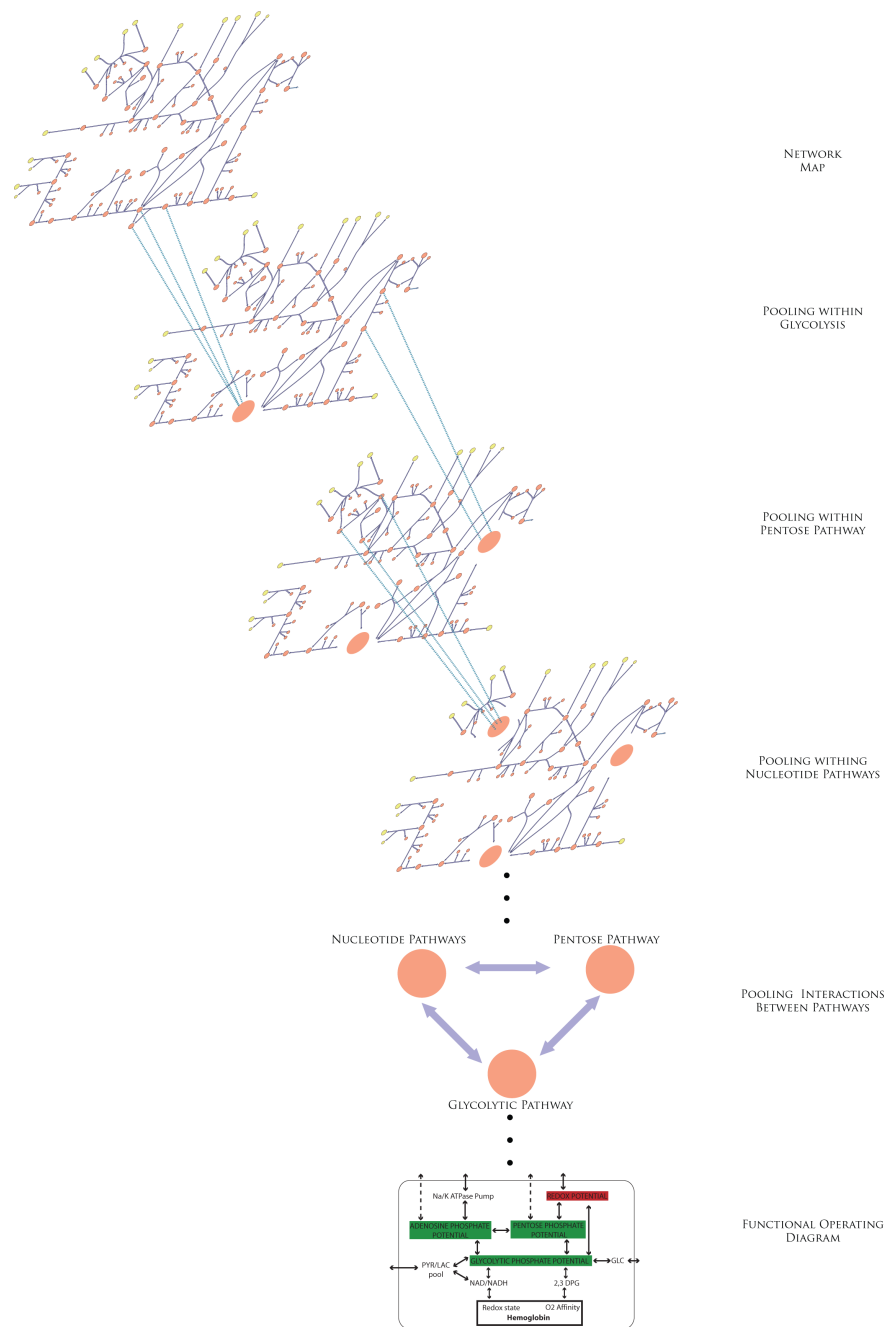 NETWORK
MAP
POOLING WITHIN
GLYCOLYSIS
POOLING WITHIN
PENTOSE PATHWAY
POOLING WITHING
NUCLEOTIDE PATHWAYS
NUCLEOTIDE PATHWAYS
PENTOSE PATHWAY
POOLING INTERACTIONS
BETWEEN PATHWAYS
GLYCOLYTIC PATHWAY
Na/K ATPase Pump
REDOX POTENTIAL
ADENOSINE PHOSPHATE
POTENTIAL
PENTOSE PHOSPHATE
POTENTIAL
FUNCTIONAL OPERATING
DIAGRAM
GLYCOLYTIC PHOSPHATE POTENTIAL
GLC
PYR/LAC
pool
NAD/NADH
2,3 DPG
Redox state
O2 Affinity
Hemoglobin